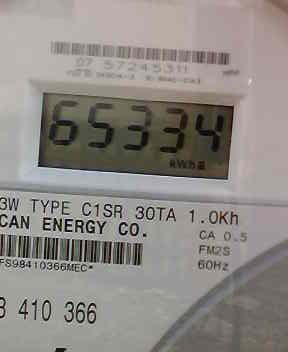 07 57245311
65334
kWh
3W TYPE C1SR 30TA 1.0Kh
CAN ENERGY CO.
CA 0.5
FM2S
FS98410366MEC*
60Hz
8 410 366